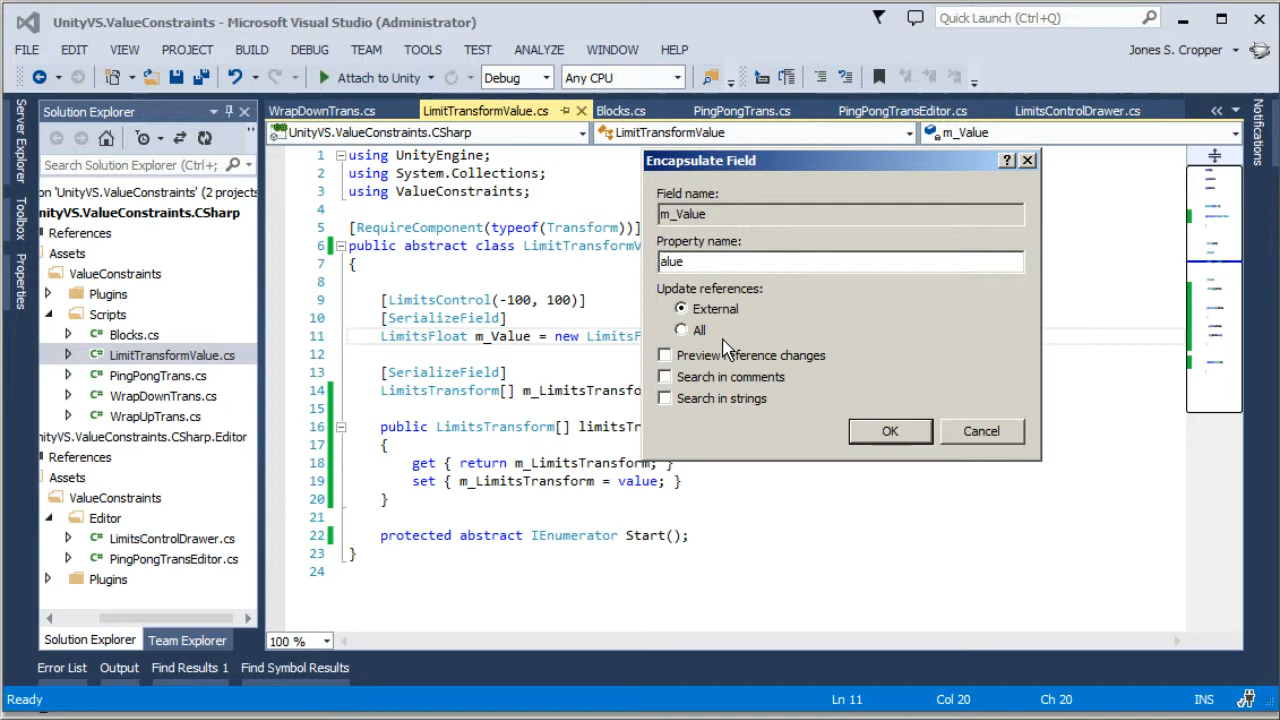 UnityVS.ValueConstraints - Microsoft Visual Studio (Administrator)
Quick Launch (Ctrl+Q)
FILE EDIT VIEW PROJECT BUILD DEBUG TEAM TOOLS TEST ANALYZE WINDOW HELP
Jones S. Cropper
Attach to Unity Debug Any CPU
Server Explorer
Toolbox
Properties
Solution Explorer
Search Solution Explorer (Ctrl+;
on 'UnityVS.ValueConstraints' (2 projects
nityVS.ValueConstraints.CSharp
References
Assets
ValueConstraints
Plugins
Scripts
C# Blocks.cs
C# LimitTransformValue.cs
C# PingPongTrans.cs
C# WrapDownTrans.cs
C# WrapUpTrans.cs
nityVS.ValueConstraints.CSharp.Editor
References
Assets
ValueConstraints
Editor
C# LimitsControlDrawer.cs
C# PingPongTransEditor.cs
Plugins
Solution Explorer Team Explorer
WrapDownTrans.cs LimitTransformValue.cs Blocks.cs PingPongTrans.cs PingPongTransEditor.cs LimitsControlDrawer.cs
UnityVS.ValueConstraints.CSharp LimitTransformValue m_Value
1 using UnityEngine;
2 using System.Collections;
3 using ValueConstraints;
4
5 [RequireComponent(typeof(Transform))]
6 public abstract class LimitTransformV
7 {
8
9 [LimitsControl(-100, 100)]
10 [SerializeField]
11 LimitsFloat m_Value = new LimitsF
12
13 [SerializeField]
14 LimitsTransform[] m_LimitsTransfo
15
16 public LimitsTransform[] limitsTr
17 {
18 get { return m_LimitsTransform; }
19 set { m_LimitsTransform = value; }
20 }
21
22 protected abstract IEnumerator Start();
23 }
24
100 %
Encapsulate Field
Field name:
m_Value
Property name:
alue
Update references:
External
All
Preview reference changes
Search in comments
Search in strings
OK Cancel
Notifications
Error List Output Find Results 1 Find Symbol Results
Ready Ln 11 Col 20 Ch 20 INS